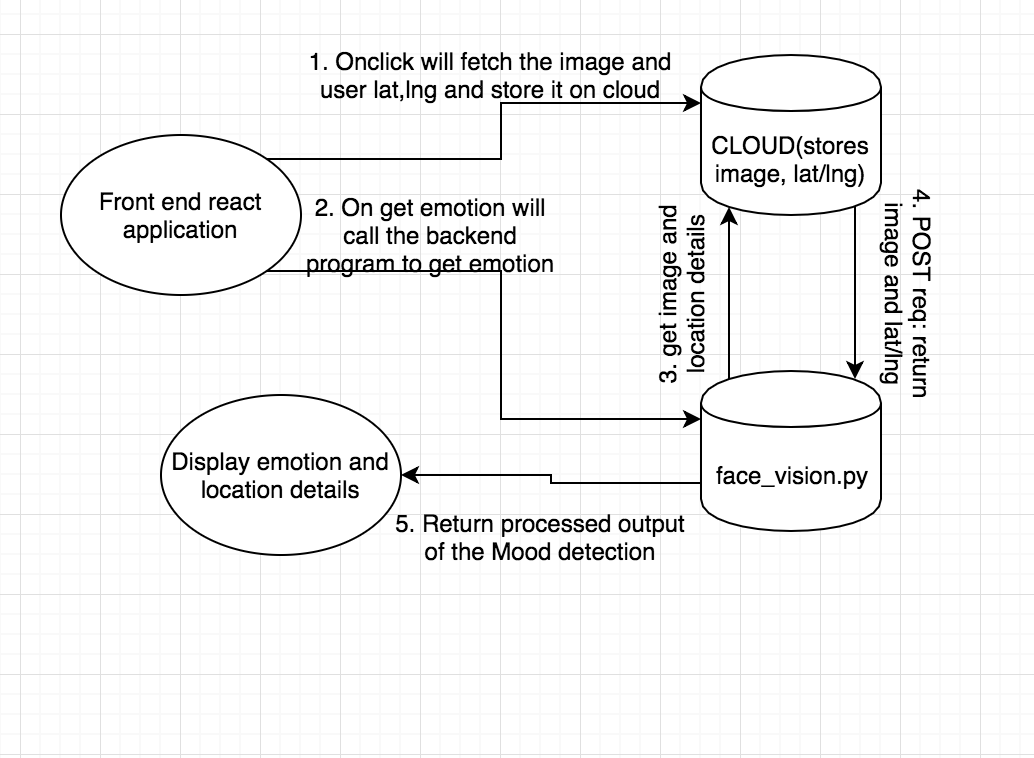 1. Onclick will fetch the image and
user lat,lng and store it on cloud
CLOUD(stores
image, lat/lng)
Front end react
application
2. On get emotion will
call the backend
program to get emotion
3. get image and
location details
4. POST req: return
image and lat/lng
Display emotion and
location details
face_vision.py
5. Return processed output
of the Mood detection